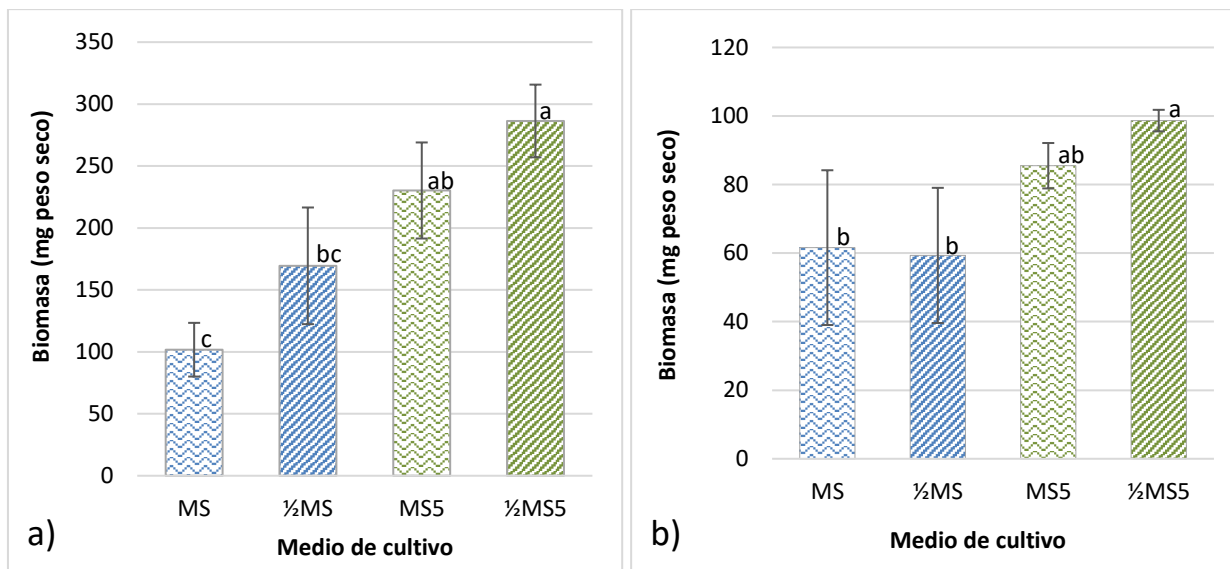 350
300
250
200
150
100
50
0
Biomasa (mg peso seco)
c
bc
ab
a
MS ½MS MS5 ½MS5
Medio de cultivo
a)
120
100
80
60
40
20
0
Biomasa (mg peso seco)
b
b
ab
a
MS ½MS MS5 ½MS5
Medio de cultivo
b)